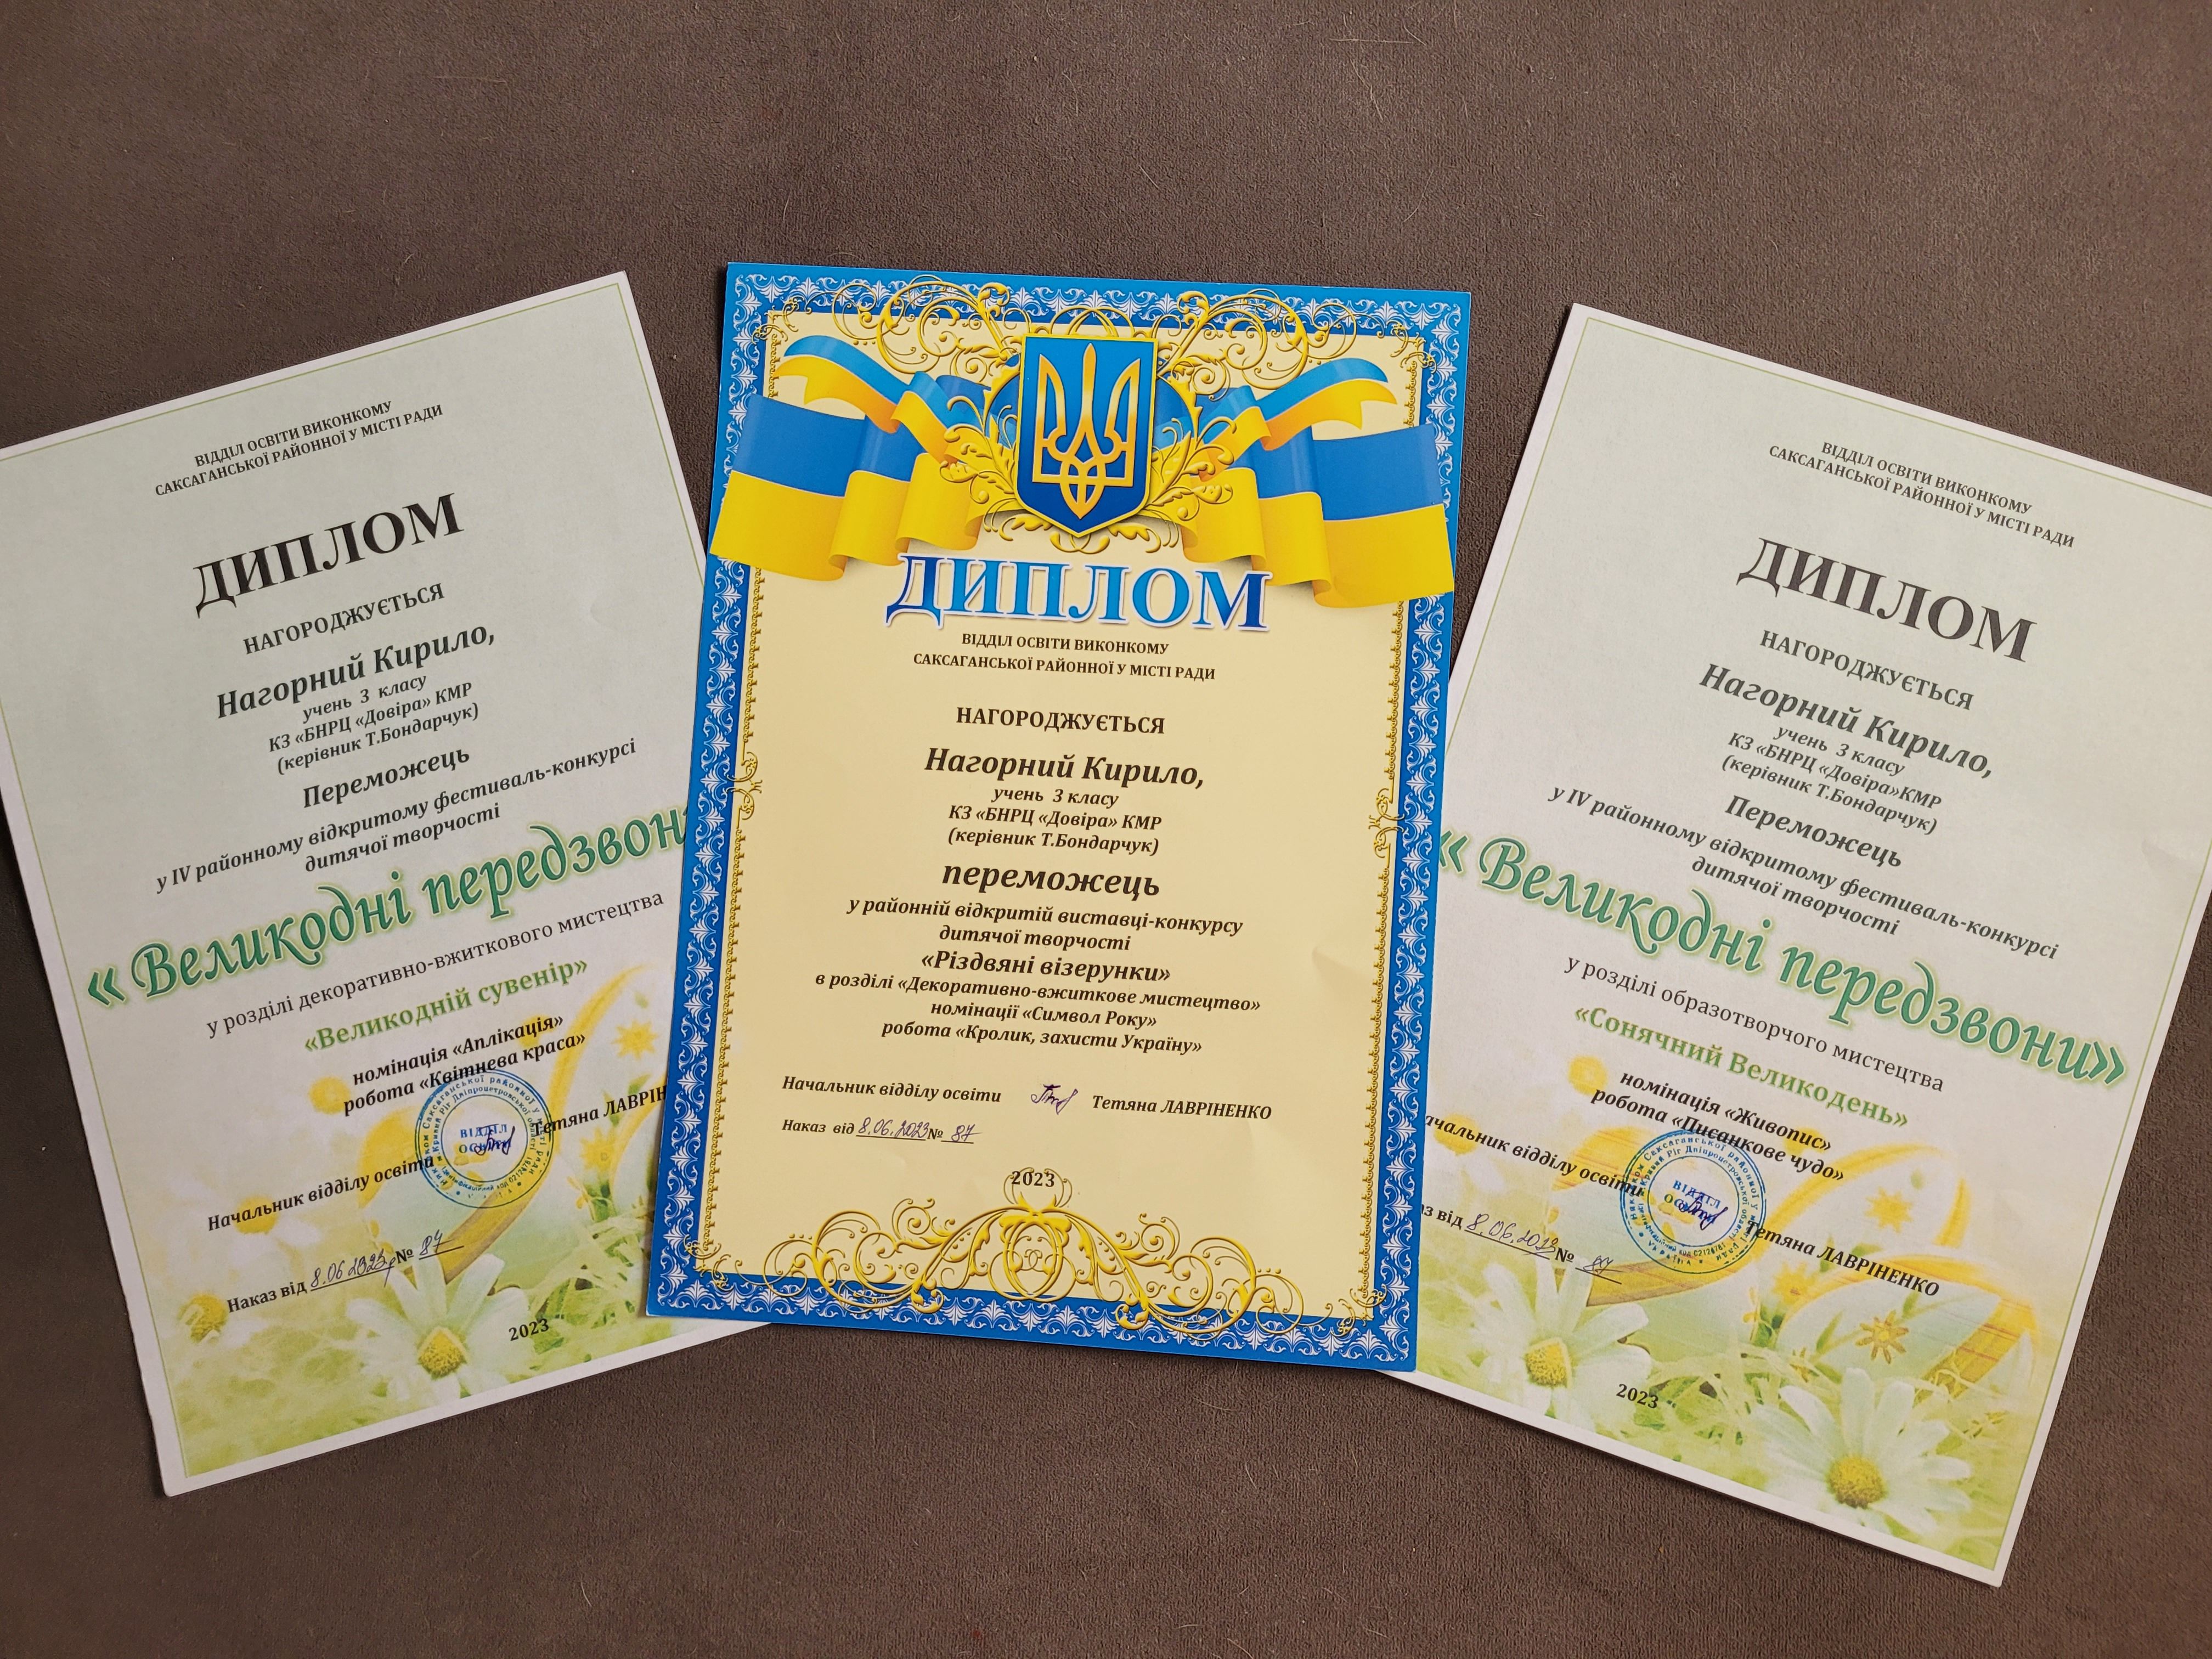 ВІДДІЛ ОСВІТИ ВИКОНКОМУ
САКСАГАНСЬКОЇ РАЙОННОЇ У МІСТІ РАДИ
ДИПЛОМ
НАГОРОДЖУЄТЬСЯ
Нагорний Кирило,
учень 3 класу
КЗ «БНРЦ «Довіра» КМР
(керівник Т.Бондарчук)
Переможець
у IV районному відкритому фестиваль-конкурсі
дитячої творчості
« Великодні передзвон
у розділі декоративно-вжиткового мистецтва
«Великодній сувенір»
номінація «Аплікація»
робота «Квітнева краса»
Начальник відділу освіти
ВІДДІЛ
Тетяна ЛАВРІН
Наказ від 8.06.2023 № 87
2023
ДИПЛОМ
ВІДДІЛ ОСВІТИ ВИКОНКОМУ
САКСАГАНСЬКОЇ РАЙОННОЇ У МІСТІ РАДИ
НАГОРОДЖУЄТЬСЯ
Нагорний Кирило,
учень 3 класу
КЗ «БНРЦ «Довіра» КМР
(керівник Т.Бондарчук)
переможець
у районній відкритій виставці-конкурсу
дитячої творчості
«Різдвяні візерунки»
в розділі «Декоративно-вжиткове мистецтво»
номінації «Символ Року»
робота «Кролик, захисти Україну»
Начальник відділу освіти Тетяна ЛАВРІНЕНКО
Наказ від 8.06.2023 № 87
2023
ВІДДІЛ ОСВІТИ ВИКОНКОМУ
САКСАГАНСЬКОЇ РАЙОННОЇ У МІСТІ РАДИ
ДИПЛОМ
НАГОРОДЖУЄТЬСЯ
Нагорний Кирило,
учень 3 класу
КЗ «БНРЦ «Довіра»КМР
(керівник Т.Бондарчук)
Переможець
у IV районному відкритому фестиваль-конкурсі
дитячої творчості
« Великодні передзвони»
у розділі образотворчого мистецтва
«Сонячний Великодень»
номінація «Живопис»
робота «Писанкове чудо»
ачальник відділу освіти
ВІДДІЛ
Тетяна ЛАВРІНЕНКО
з від 8.06.2023 № 87
2023